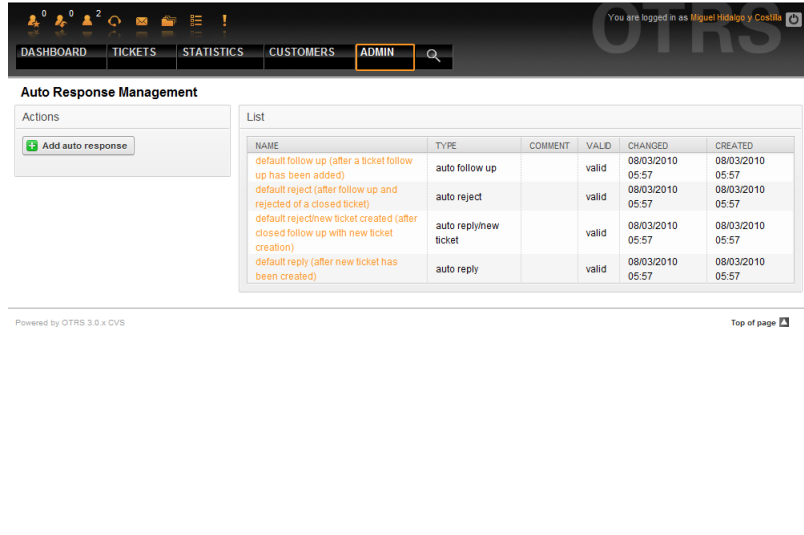 0 0 2
You are logged in as Miguel Hidalgo y Costilla
OTRS
DASHBOARD TICKETS STATISTICS CUSTOMERS ADMIN
Auto Response Management
Actions
Add auto response
List
NAME TYPE COMMENT VALID CHANGED CREATED
default follow up (after a ticket follow
up has been added)
auto follow up
valid
08/03/2010
05:57
08/03/2010
05:57
default reject (after follow up and
rejected of a closed ticket)
auto reject
valid
08/03/2010
05:57
08/03/2010
05:57
default reject/new ticket created (after
closed follow up with new ticket
creation)
auto reply/new
ticket
valid
08/03/2010
05:57
08/03/2010
05:57
default reply (after new ticket has
been created)
auto reply
valid
08/03/2010
05:57
08/03/2010
05:57
Powered by OTRS 3.0.x CVS
Top of page